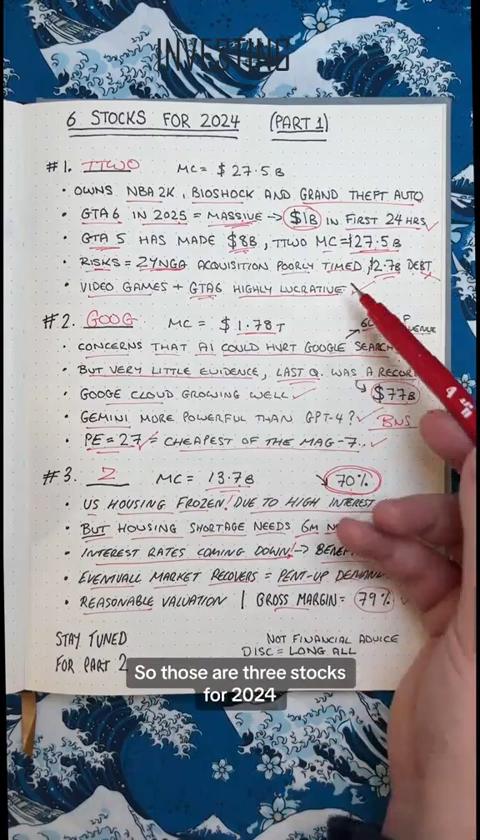 INVESTING
6 STOCKS FOR 2024 (PART 1)
#1. TTWO MC = $27.5B
• OWNS NBA 2K, BIOSHOCK AND GRAND THEFT AUTO
• GTA6 IN 2025 = MASSIVE → $1B IN FIRST 24HRS
• GTA 5 HAS MADE $8B, TTWO MC = $27.5B
• RISKS = ZYNGA ACQUISITION POORLY TIMED $2.7B DEBT
• VIDEO GAMES + GTA6 HIGHLY LUCRATIVE
#2. GOOG MC = $1.78T
• CONCERNS THAT AI COULD HURT GOOGLE SEARCH
• BUT VERY LITTLE EVIDENCE, LAST Q. WAS A RECORD
• GOOGE CLOUD GROWING WELL $77B
• GEMINI MORE POWERFUL THAN GPT-4? BNS
• PE = 27 = CHEAPEST OF THE MAG-7..
#3. Z MC = 13.7B 70%
• US HOUSING FROZEN! DUE TO HIGH INTEREST
• BUT HOUSING SHORTAGE NEEDS 6M
• INTEREST RATES COMING DOWN! →
• EVENTUALL MARKET RECOVERS = PENT-UP DEMAND
• REASONABLE VALUATION | GROSS MARGIN = 79%
STAY TUNED NOT FINANCIAL ADVICE
FOR PART 2 DISC = LONG ALL
So those are three stocks
for 2024